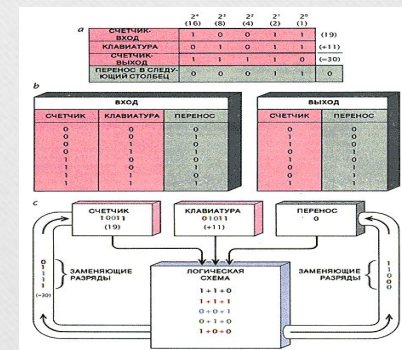 a
2⁴ 2³ 2² 2¹ 2⁰
(16) (8) (4) (2) (1)
СЧЕТЧИК-
ВХОД 1 0 0 1 1 (19)
КЛАВИАТУРА 0 1 0 1 1 (+11)
СЧЕТЧИК-
ВЫХОД 1 1 1 1 0 (=30)
ПЕРЕНОС В СЛЕДУ-
ЮЩИЙ СТОЛБЕЦ 0 0 1 1 0
b
ВХОД
СЧЕТЧИК КЛАВИАТУРА ПЕРЕНОС
ВЫХОД
СЧЕТЧИК ПЕРЕНОС
c
СЧЕТЧИК
10011
(19)
КЛАВИАТУРА
01011
(+11)
ПЕРЕНОС
0
01111
(=30)
ЗАМЕНЯЮЩИЕ
РАЗРЯДЫ
ЛОГИЧЕСКАЯ
СХЕМА
1+1+0
1+1+1
0+0+1
0+1+0
1+0+0
ЗАМЕНЯЮЩИЕ
РАЗРЯДЫ
11000